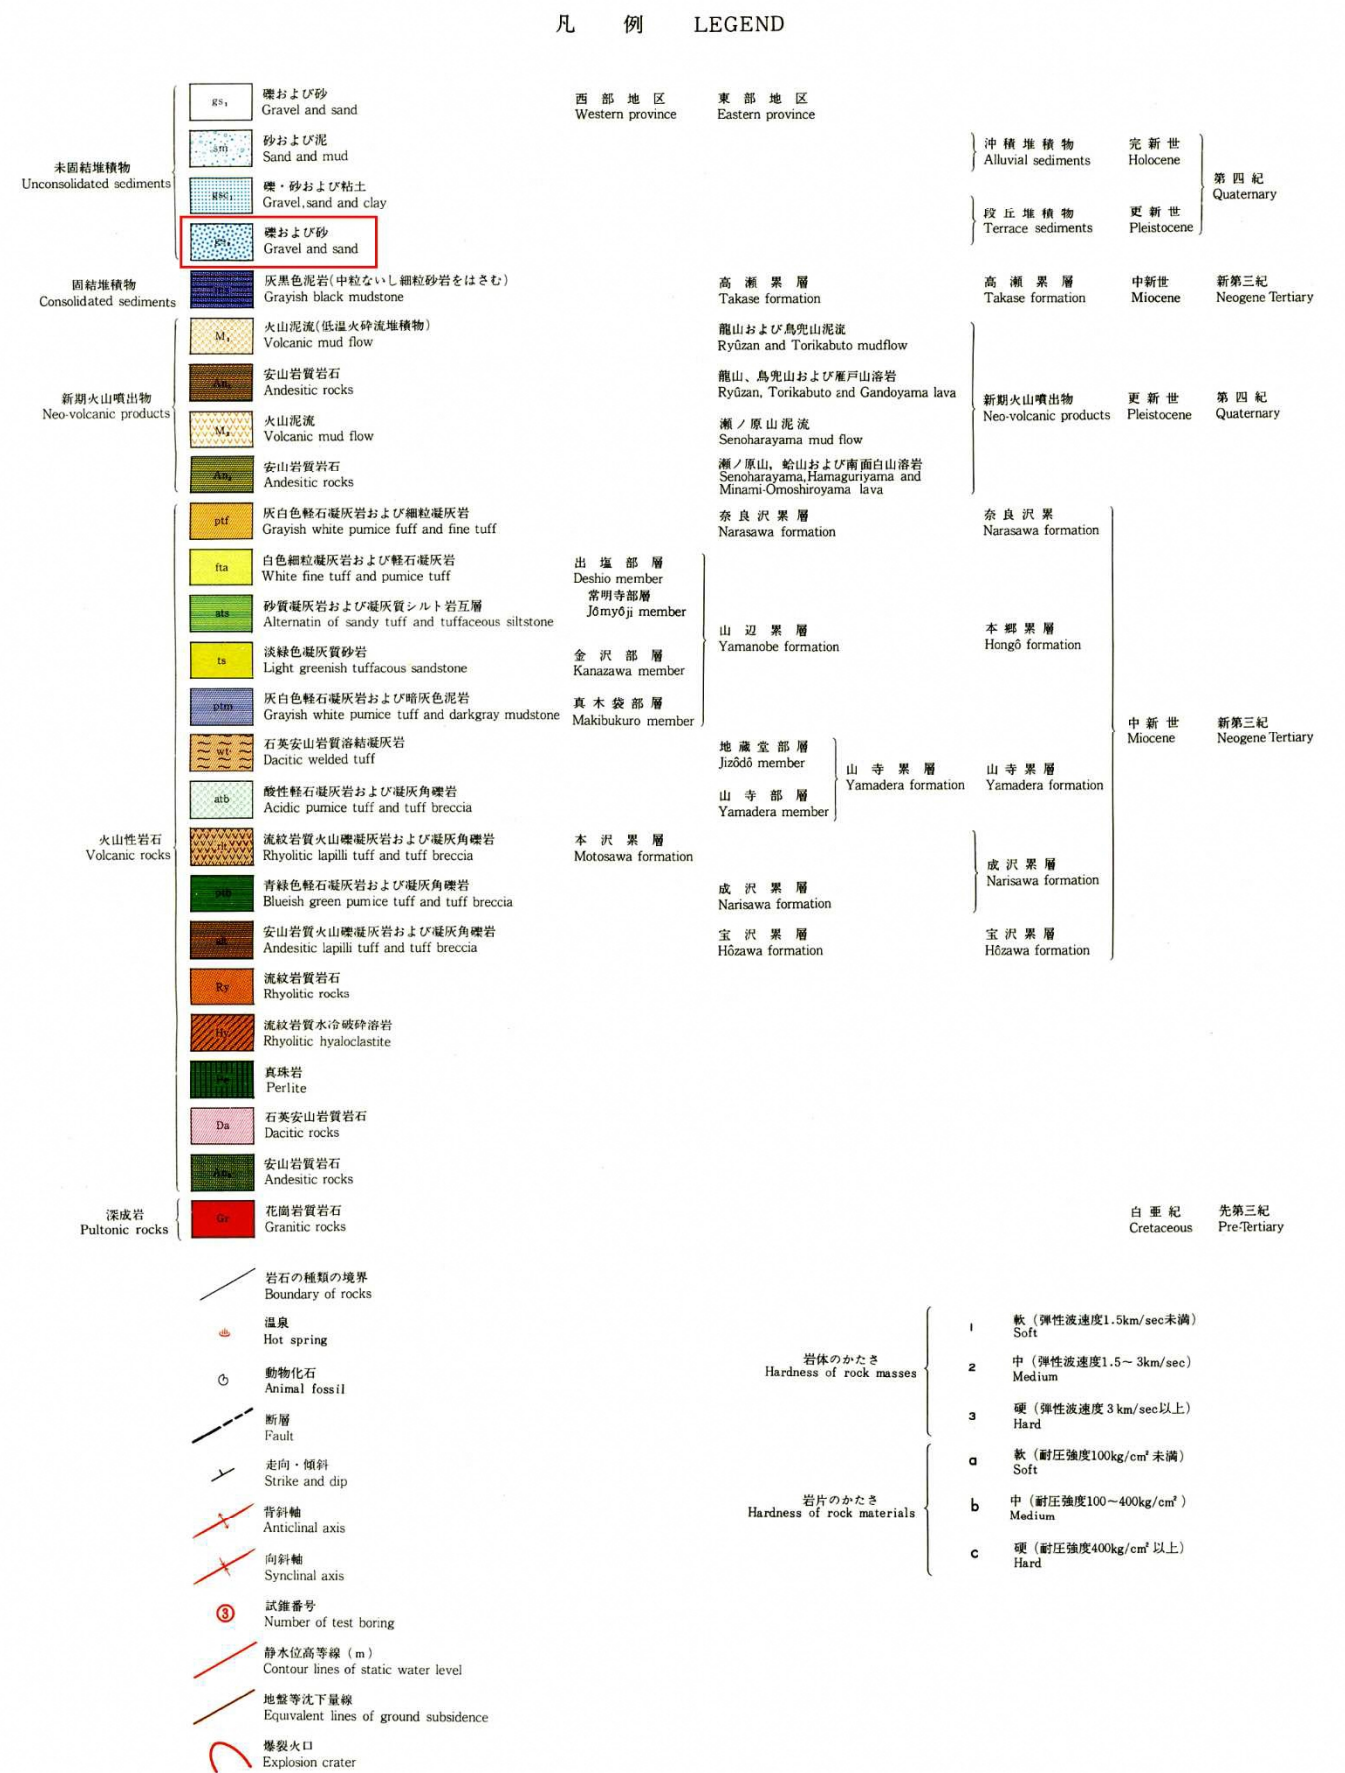 凡 例 LEGEND
未固結堆積物
Unconsolidated sediments
gs₁
礫および砂
Gravel and sand
西部地区
Western province
東部地区
Eastern province
sm
砂および泥
Sand and mud
沖積堆積物
Alluvial sediments
完新世
Holocene
第四紀
Quaternary
gsc₁
礫・砂および粘土
Gravel,sand and clay
礫および砂
Gravel and sand
段丘堆積物
Terrace sediments
更新世
Pleistocene
固結堆積物
Consolidated sediments
灰黒色泥岩(中粒ないし細粒砂岩をはさむ)
Grayish black mudstone
高瀬累層
Takase formation
高瀬累層
Takase formation
中新世
Miocene
新第三紀
Neogene Tertiary
新期火山噴出物
Neo-volcanic products
M₁
火山泥流(低温火砕流堆積物)
Volcanic mud flow
龍山および鳥兜山泥流
Ryûzan and Torikabuto mudflow
An₁
安山岩質岩石
Andesitic rocks
龍山、鳥兜山および雁戸山溶岩
Ryûzan, Torikabuto and Gandoyama lava
新期火山噴出物
Neo-volcanic products
更新世
Pleistocene
第四紀
Quaternary
M₂
火山泥流
Volcanic mud flow
瀬ノ原山泥流
Senoharayama mud flow
An₂
安山岩質岩石
Andesitic rocks
瀬ノ原山，蛤山および南面白山溶岩
Senoharayama,Hamaguriyama and
Minami-Omoshiroyama lava
火山性岩石
Volcanic rocks
ptf
灰白色軽石凝灰岩および細粒凝灰岩
Grayish white pumice fuff and fine tuff
奈良沢累層
Narasawa formation
奈良沢累
Narasawa formation
fta
白色細粒凝灰岩および軽石凝灰岩
White fine tuff and pumice tuff
出塩部層
Deshio member
常明寺部層
Jômyôji member
sts
砂質凝灰岩および凝灰質シルト岩互層
Alternatin of sandy tuff and tuffaceous siltstone
山辺累層
Yamanobe formation
本郷累層
Hongô formation
ts
淡緑色凝灰質砂岩
Light greenish tuffacous sandstone
金沢部層
Kanazawa member
ptm
灰白色軽石凝灰岩および暗灰色泥岩
Grayish white pumice tuff and darkgray mudstone
真木袋部層
Makibukuro member
中新世
Miocene
新第三紀
Neogene Tertiary
wt
石英安山岩質溶結凝灰岩
Dacitic welded tuff
地蔵堂部層
Jizôdô member
山寺累層
Yamadera formation
山寺累層
Yamadera formation
atb
酸性軽石凝灰岩および凝灰角礫岩
Acidic pumice tuff and tuff breccia
山寺部層
Yamadera member
rlt
流紋岩質火山礫凝灰岩および凝灰角礫岩
Rhyolitic lapilli tuff and tuff breccia
本沢累層
Motosawa formation
成沢累層
Narisawa formation
ptb
青緑色軽石凝灰岩および凝灰角礫岩
Blueish green pumice tuff and tuff breccia
成沢累層
Narisawa formation
alt
安山岩質火山礫凝灰岩および凝灰角礫岩
Andesitic lapilli tuff and tuff breccia
宝沢累層
Hôzawa formation
宝沢累層
Hôzawa formation
Ry
流紋岩質岩石
Rhyolitic rocks
Hy
流紋岩質水冷破砕溶岩
Rhyolitic hyaloclastite
真珠岩
Perlite
Da
石英安山岩質岩石
Dacitic rocks
An₃
安山岩質岩石
Andesitic rocks
深成岩
Pultonic rocks
Gr
花崗岩質岩石
Granitic rocks
白亜紀
Cretaceous
先第三紀
Pre-Tertiary
岩石の種類の境界
Boundary of rocks
温泉
Hot spring
動物化石
Animal fossil
断層
Fault
走向・傾斜
Strike and dip
背斜軸
Anticlinal axis
向斜軸
Synclinal axis
③
試錐番号
Number of test boring
静水位高等線（m）
Contour lines of static water level
地盤等沈下量線
Equivalent lines of ground subsidence
爆裂火口
Explosion crater
岩体のかたさ
Hardness of rock masses
1
軟（弾性波速度1.5km/sec未満）
Soft
2
中（弾性波速度1.5～3km/sec）
Medium
3
硬（弾性波速度3km/sec以上）
Hard
岩片のかたさ
Hardness of rock materials
a
軟（耐圧強度100kg/cm²未満）
Soft
b
中（耐圧強度100～400kg/cm²）
Medium
c
硬（耐圧強度400kg/cm²以上）
Hard